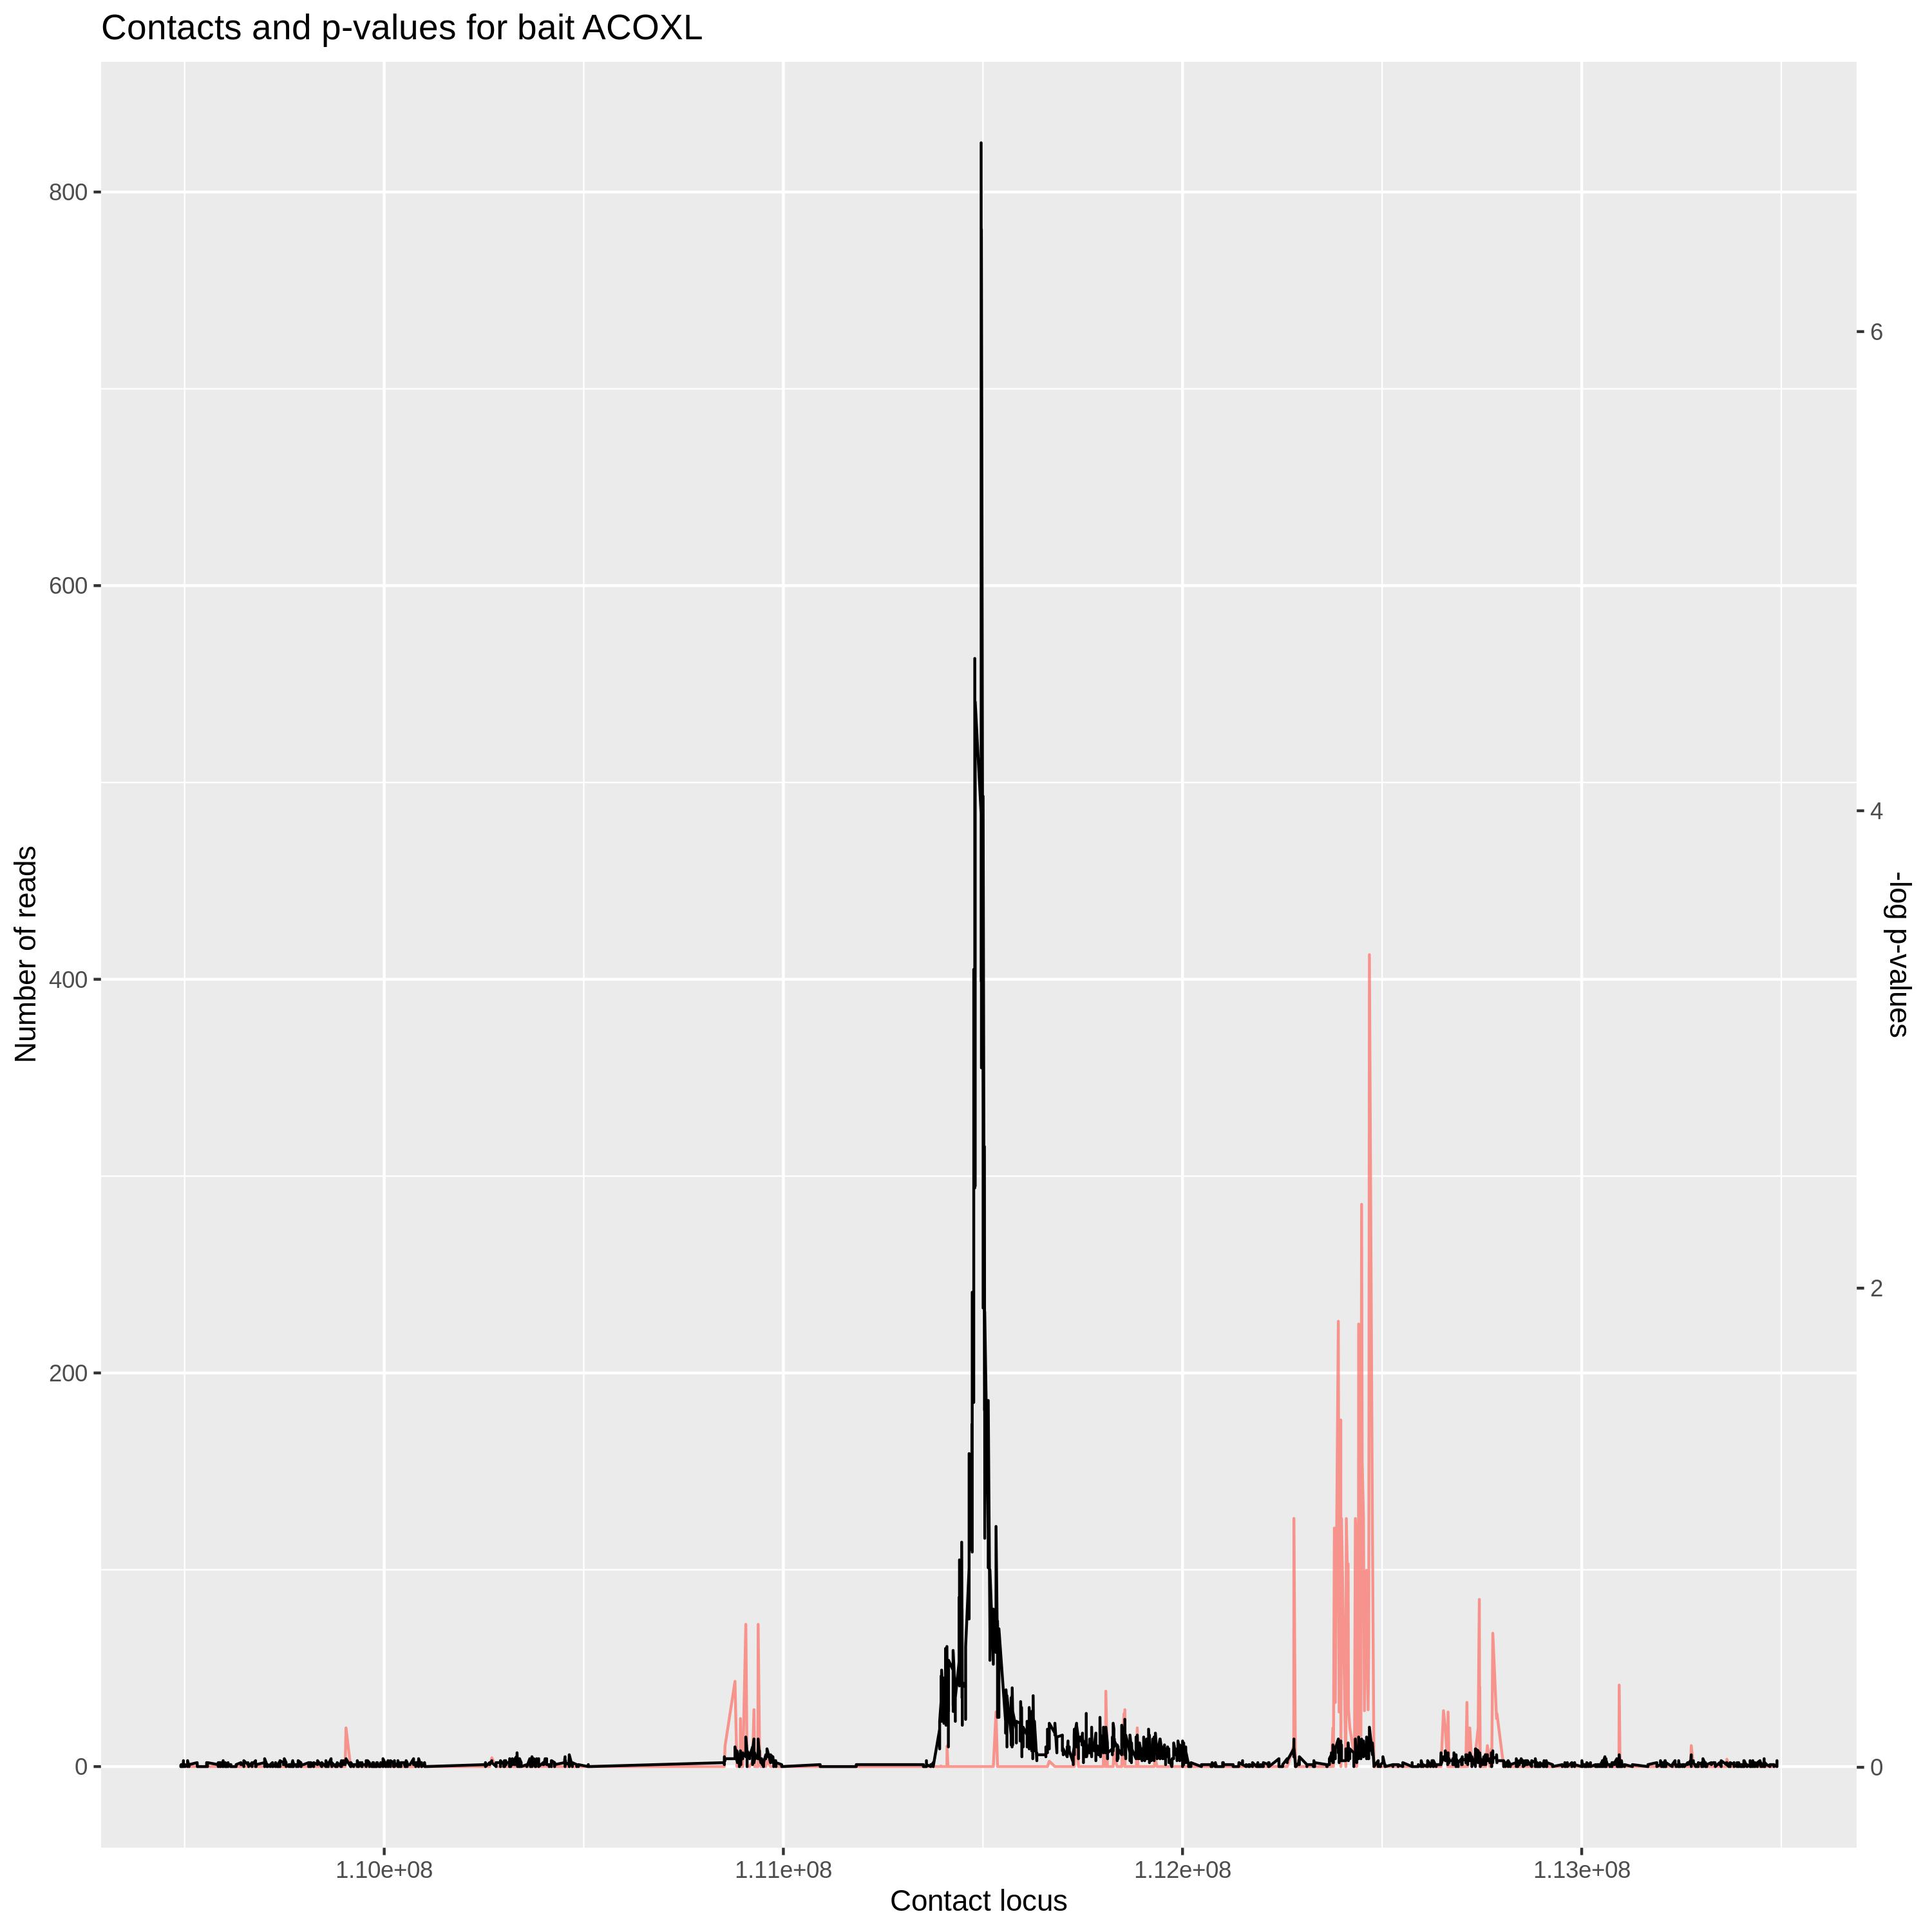 Contacts and p-values for bait ACOXL
800
600
400
200
0
Number of reads
6
4
2
0
-log p-values
1.10e+08
1.11e+08
1.12e+08
1.13e+08
Contact locus